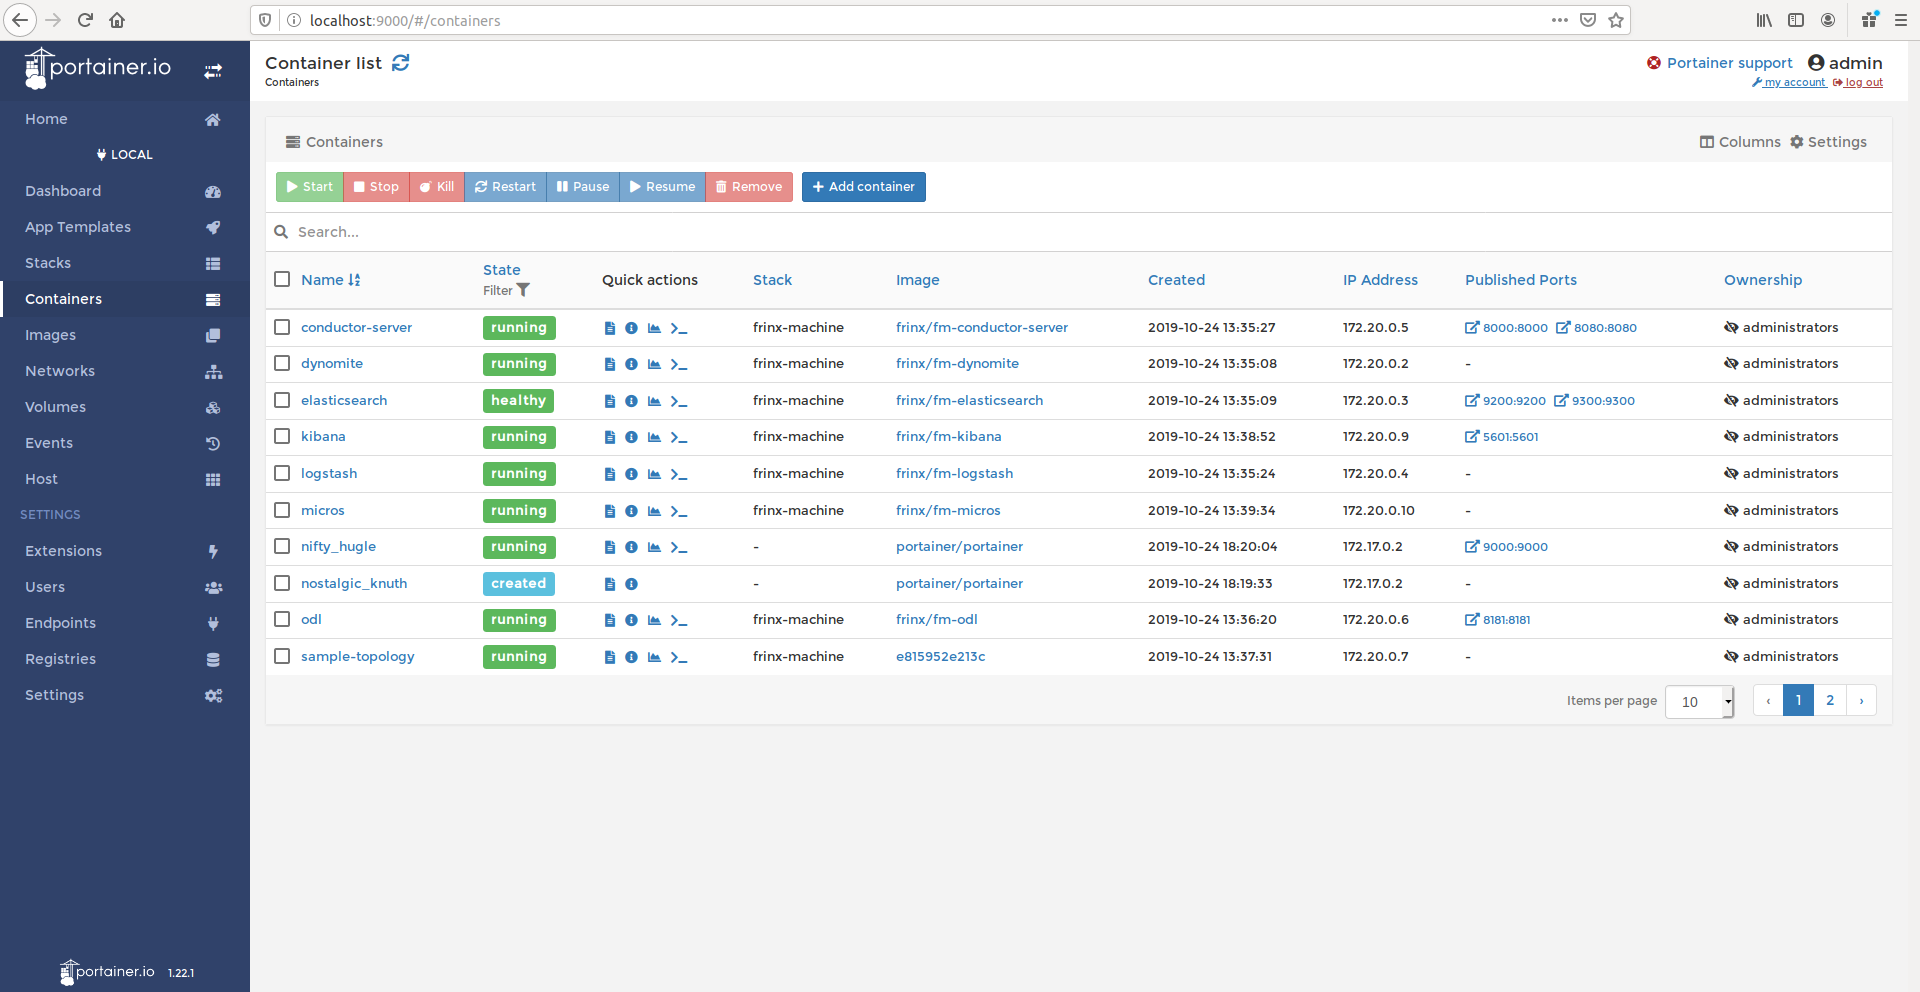 localhost:9000/#/containers
portainer.io
Container list
Containers
Portainer support
admin
my account
log out
Home
LOCAL
Dashboard
App Templates
Stacks
Containers
Images
Networks
Volumes
Events
Host
SETTINGS
Extensions
Users
Endpoints
Registries
Settings
portainer.io 1.22.1
Containers
Columns Settings
Start Stop Kill Restart Pause Resume Remove + Add container
Search...
Name State Quick actions Stack Image Created IP Address Published Ports Ownership
Filter
conductor-server running frinx-machine frinx/fm-conductor-server 2019-10-24 13:35:27 172.20.0.5 8000:8000 8080:8080 administrators
dynomite running frinx-machine frinx/fm-dynomite 2019-10-24 13:35:08 172.20.0.2 - administrators
elasticsearch healthy frinx-machine frinx/fm-elasticsearch 2019-10-24 13:35:09 172.20.0.3 9200:9200 9300:9300 administrators
kibana running frinx-machine frinx/fm-kibana 2019-10-24 13:38:52 172.20.0.9 5601:5601 administrators
logstash running frinx-machine frinx/fm-logstash 2019-10-24 13:35:24 172.20.0.4 - administrators
micros running frinx-machine frinx/fm-micros 2019-10-24 13:39:34 172.20.0.10 - administrators
nifty_hugle running - portainer/portainer 2019-10-24 18:20:04 172.17.0.2 9000:9000 administrators
nostalgic_knuth created - portainer/portainer 2019-10-24 18:19:33 172.17.0.2 - administrators
odl running frinx-machine frinx/fm-odl 2019-10-24 13:36:20 172.20.0.6 8181:8181 administrators
sample-topology running frinx-machine e815952e213c 2019-10-24 13:37:31 172.20.0.7 - administrators
Items per page 10 ‹ 1 2 ›